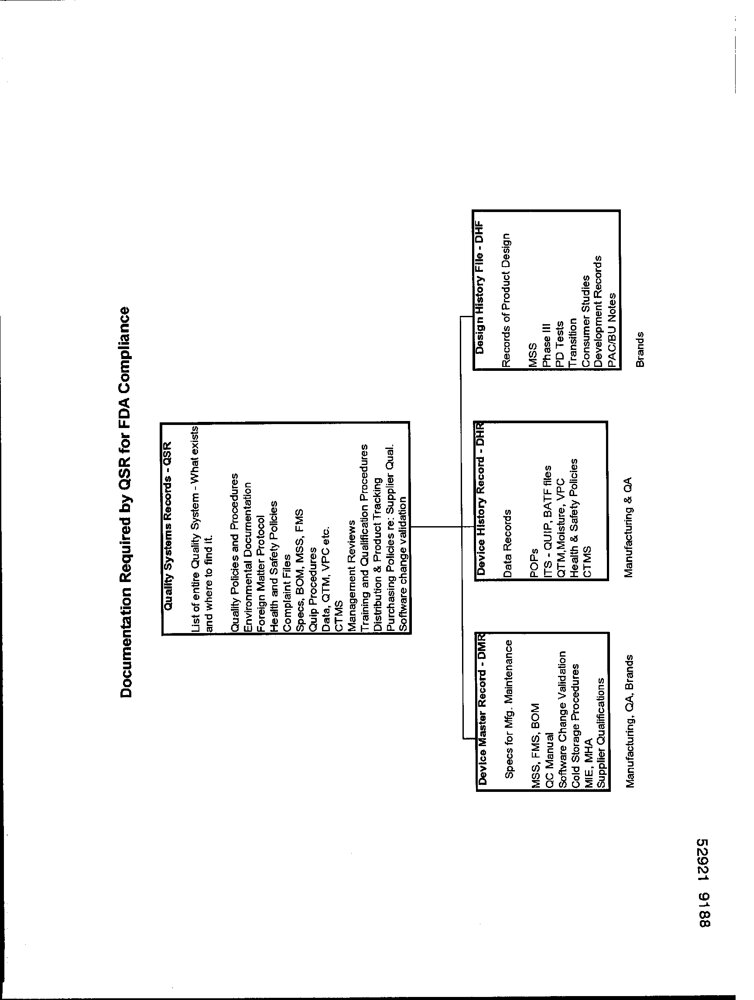 Documentation Required by QSR for FDA Compliance
Quality Systems Records - QSR
List of entire Quality System - What exists
and where to find it.
Quality Policies and Procedures
Environmental Documentation
Foreign Matter Protocol
Health and Safety Policies
Complaint Files
Specs, BOM, MSS, FMS
Quip Procedures
Data, QTM, VPC etc.
CTMS
Management Reviews
Training and Qualification Procedures
Distribution & Product Tracking
Purchasing Policies re: Supplier Qual.
Software change validation
Device Master Record - DMR
Specs for Mfg. Maintenance
MSS, FMS, BOM
QC Manual
Software Change Validation
Cold Storage Procedures
MIE, MHA
Supplier Qualifications
Manufacturing, QA, Brands
Device History Record - DHR
Data Records
POPs
ITS - QUIP, BATF files
QTM,Moisture, VPC
Health & Safety Policies
CTMS
Manufacturing & QA
Design History File - DHF
Records of Product Design
MSS
Phase III
PD Tests
Transition
Consumer Studies
Development Records
PAC/BU Notes
Brands
52921 9188